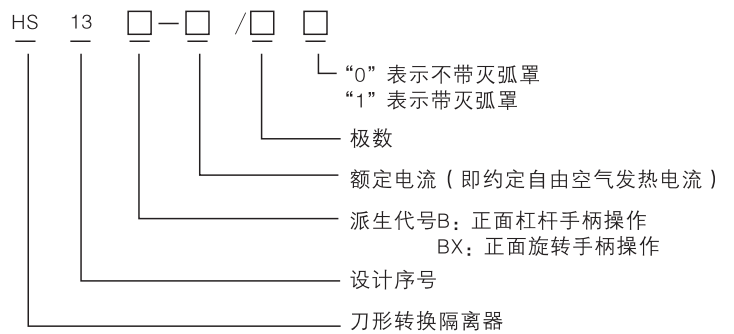 HS 13 □-□/□ □
“0”表示不带灭弧罩
“1”表示带灭弧罩
极数
额定电流(即约定自由空气发热电流)
派生代号B：正面杠杆手柄操作
BX：正面旋转手柄操作
设计序号
刀形转换隔离器